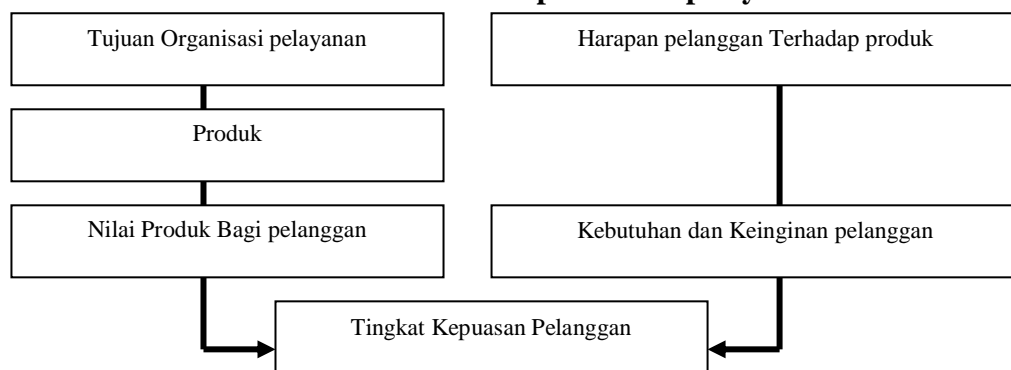 Tujuan Organisasi pelayanan
Harapan pelanggan Terhadap produk
Produk
Nilai Produk Bagi pelanggan
Kebutuhan dan Keinginan pelanggan
Tingkat Kepuasan Pelanggan